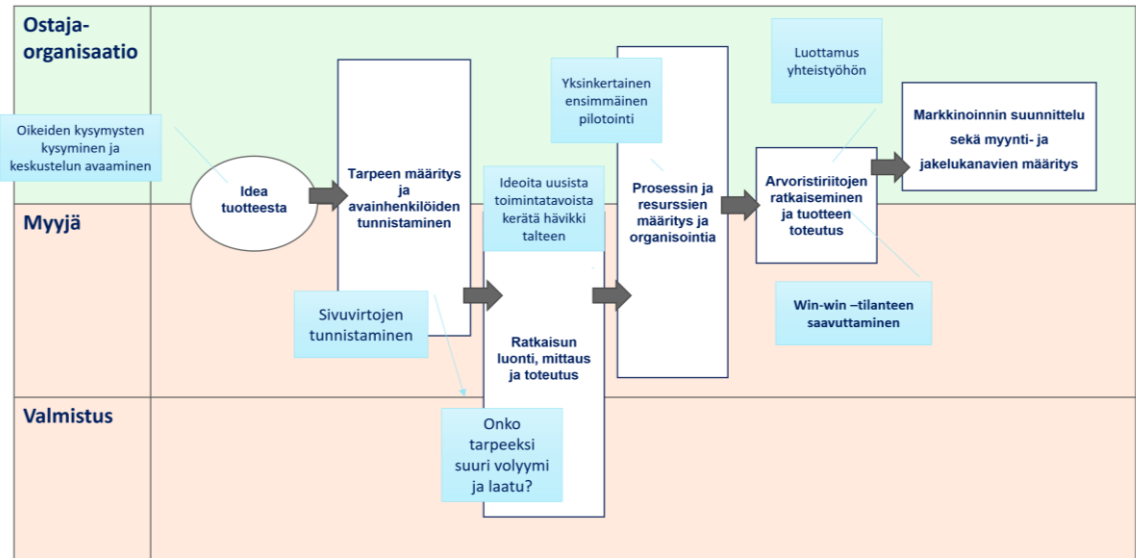 Ostaja-
organisaatio
Oikeiden kysymysten
kysyminen ja
keskustelun avaaminen
Idea
tuotteesta
Tarpeen määritys
ja
avainhenkilöiden
tunnistaminen
Yksinkertainen
ensimmäinen
pilotointi
Luottamus
yhteistyöhön
Markkinoinnin suunnittelu
sekä myynti- ja
jakelukanavien määritys
Ideoita uusista
toimintatavoista
kerätä hävikki
talteen
Prosessin ja
resurssien
määritys ja
organisointia
Arvoristiriitojen
ratkaiseminen
ja tuotteen
toteutus
Myyjä
Sivuvirtojen
tunnistaminen
Ratkaisun
luonti, mittaus
ja toteutus
Win-win –tilanteen
saavuttaminen
Valmistus
Onko
tarpeeksi
suuri volyymi
ja laatu?